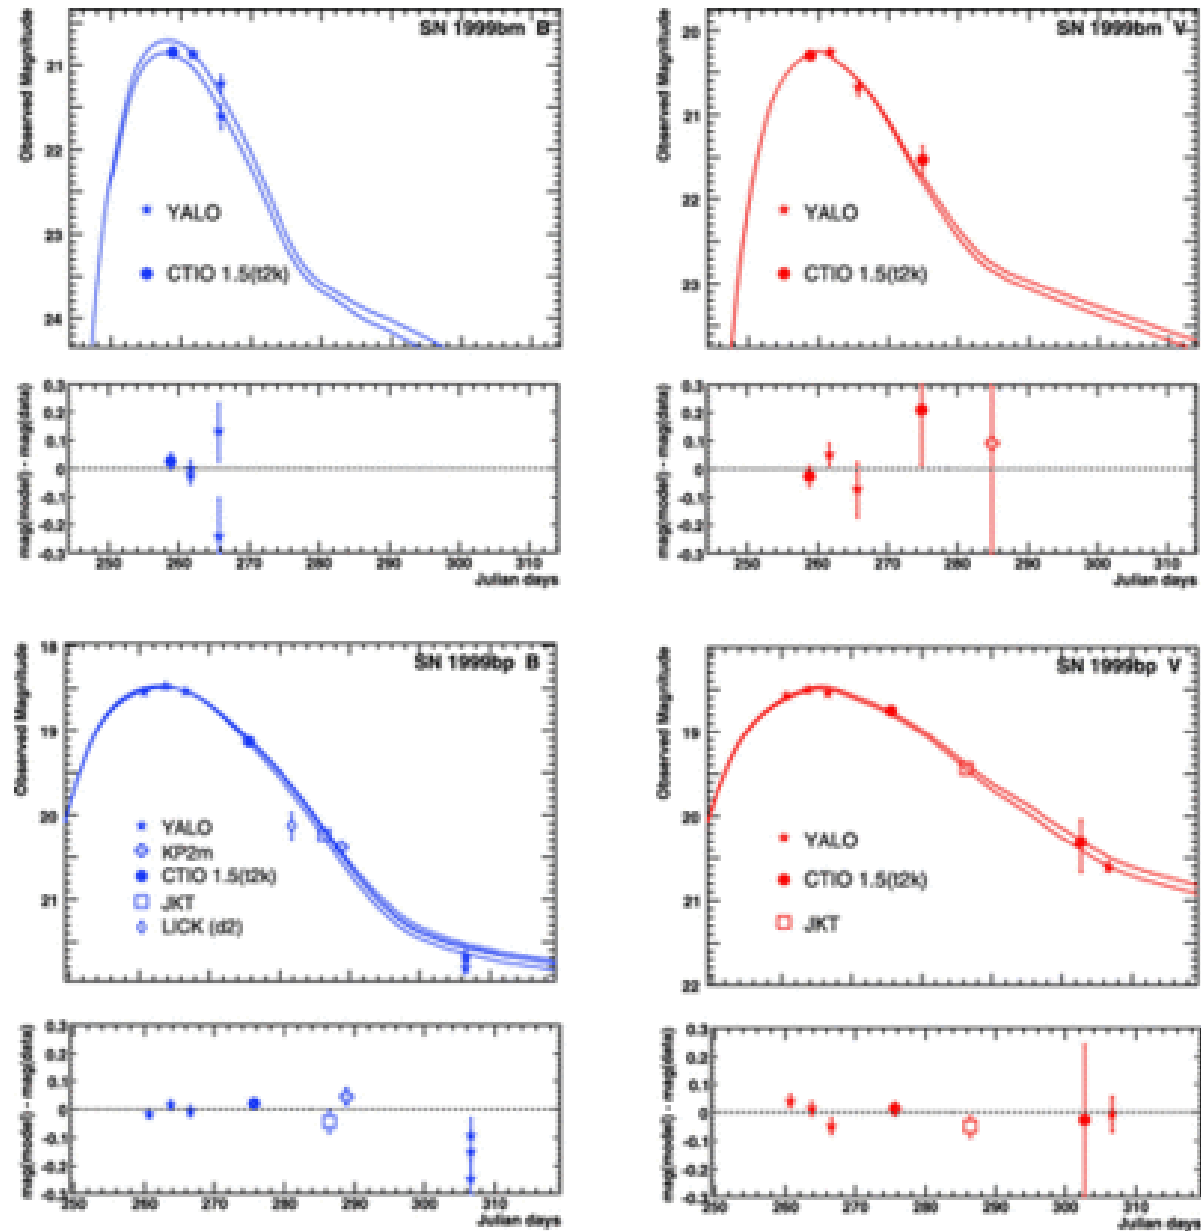 SN 1999bm B
Observed Magnitude
21
22
23
24
YALO
CTIO 1.5(t2k)
mag(model) - mag(data)
0.3
0.2
0.1
0
-0.1
-0.2
-0.3
250 260 270 280 290 300 310
Julian days
SN 1999bm V
Observed Magnitude
20
21
22
23
YALO
CTIO 1.5(t2k)
mag(model) - mag(data)
0.3
0.2
0.1
0
-0.1
-0.2
-0.3
250 260 270 280 290 300 310
Julian days
SN 1999bp B
Observed Magnitude
18
19
20
21
YALO
KP2m
CTIO 1.5(t2k)
JKT
LICK (d2)
mag(model) - mag(data)
0.3
0.2
0.1
0
-0.1
-0.2
-0.3
250 260 270 280 290 300 310
Julian days
SN 1999bp V
Observed Magnitude
19
20
21
22
YALO
CTIO 1.5(t2k)
JKT
mag(model) - mag(data)
0.3
0.2
0.1
0
-0.1
-0.2
-0.3
250 260 270 280 290 300 310
Julian days